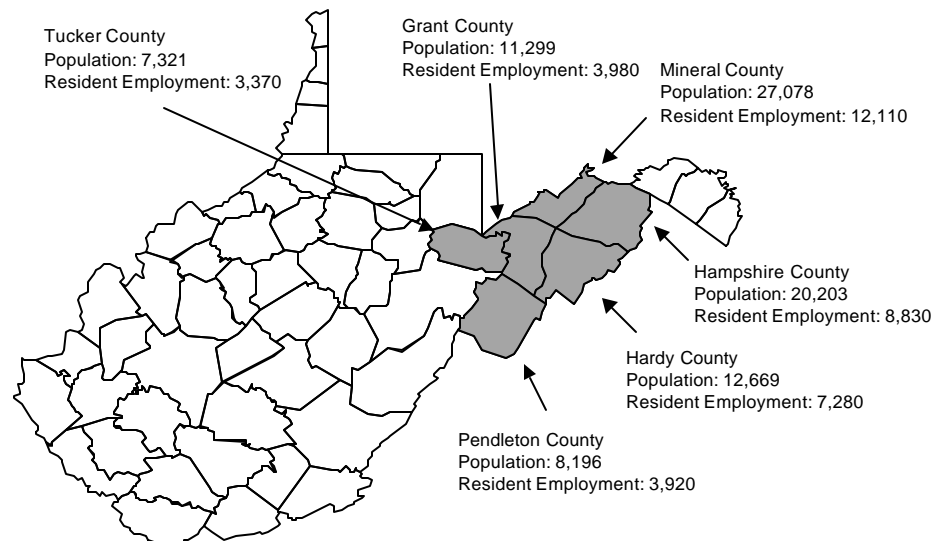 Tucker County
Population: 7,321
Resident Employment: 3,370
Grant County
Population: 11,299
Resident Employment: 3,980
Mineral County
Population: 27,078
Resident Employment: 12,110
Hampshire County
Population: 20,203
Resident Employment: 8,830
Hardy County
Population: 12,669
Resident Employment: 7,280
Pendleton County
Population: 8,196
Resident Employment: 3,920